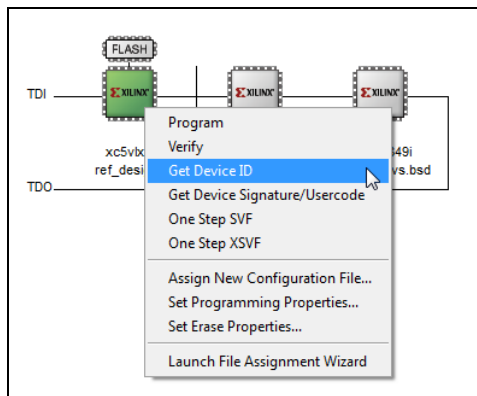 FLASH
TDI
XILINX XILINX XILINX
Program
Verify
xc5vlx
ref_desi
Get Device ID
349i
vs.bsd
TDO
Get Device Signature/Usercode
One Step SVF
One Step XSVF
Assign New Configuration File...
Set Programming Properties...
Set Erase Properties...
Launch File Assignment Wizard